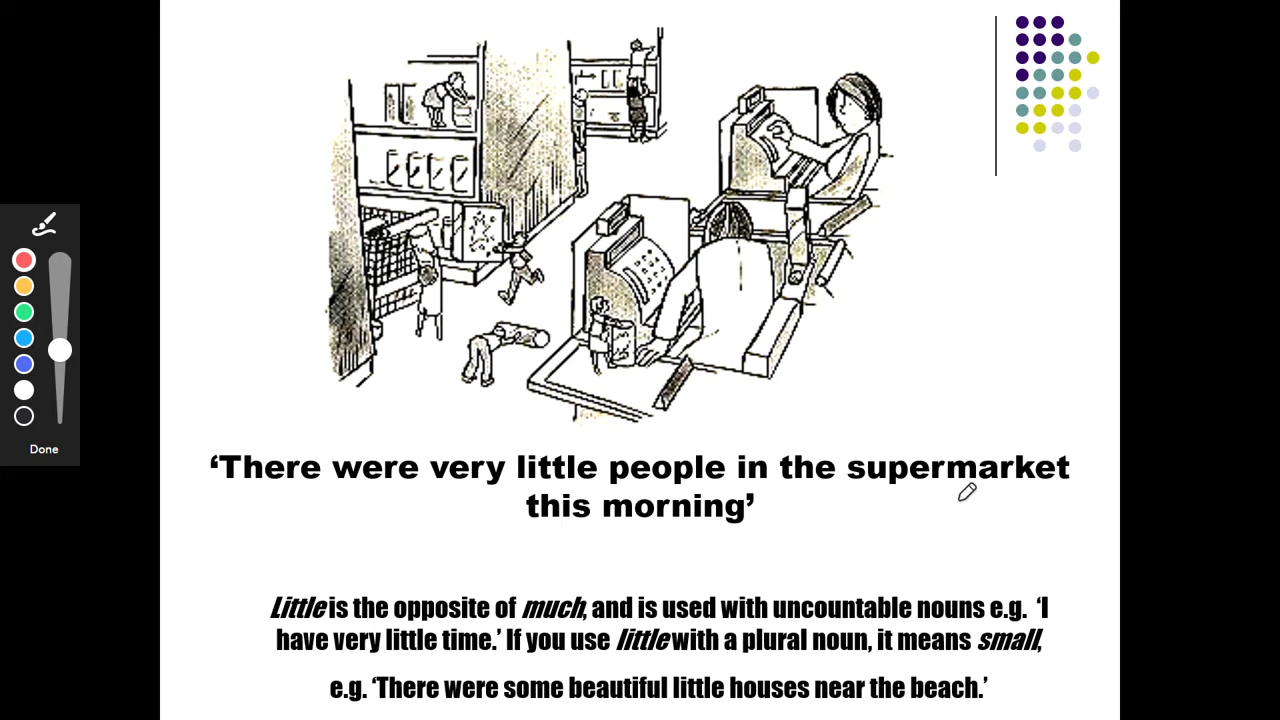 ‘There were very little people in the supermarket
this morning’
Little is the opposite of much, and is used with uncountable nouns e.g. ‘I
have very little time.’ If you use little with a plural noun, it means small,
e.g. ‘There were some beautiful little houses near the beach.’
Done